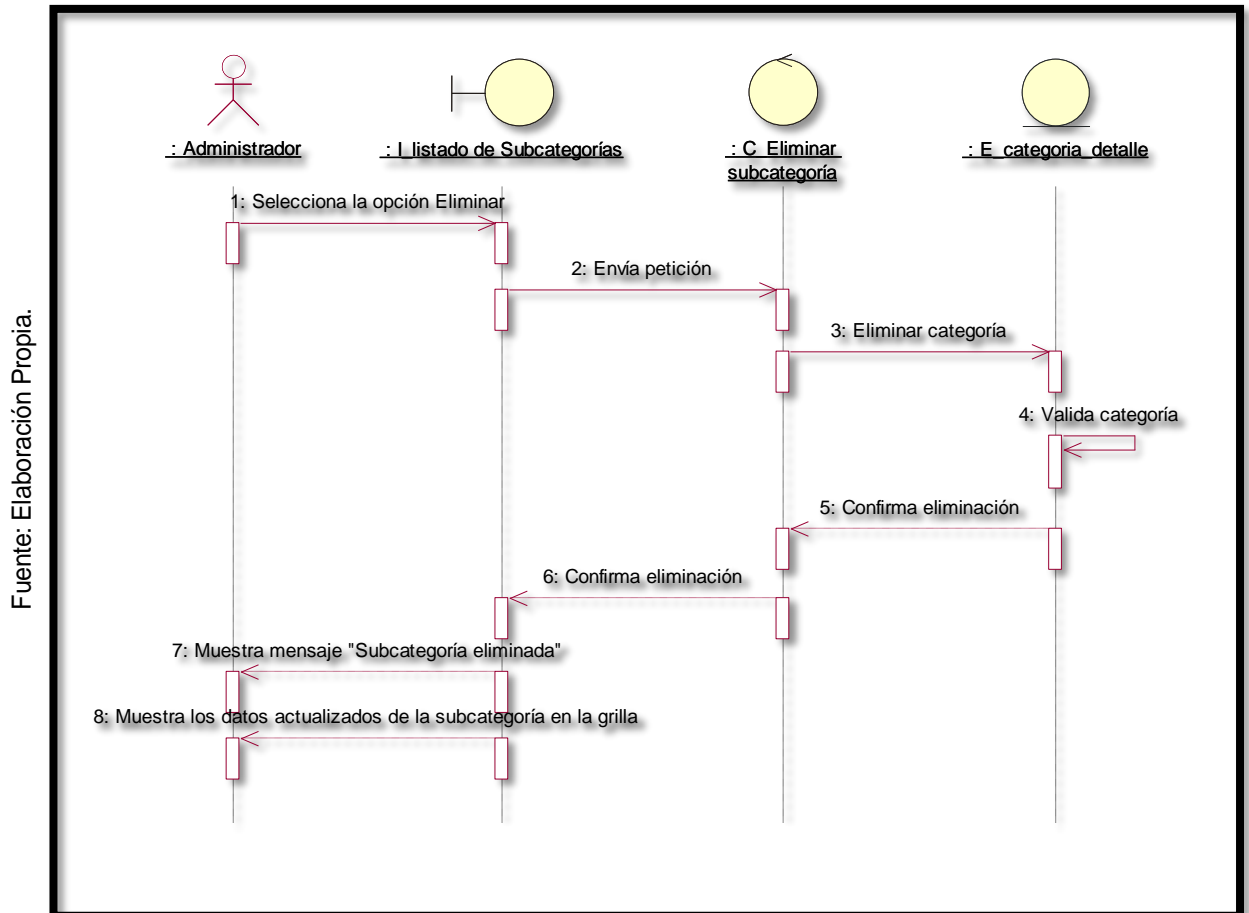 : Administrador
: I_listado de Subcategorías
: C_Eliminar
subcategoría
: E_categoria_detalle
1: Selecciona la opción Eliminar
2: Envía petición
3: Eliminar categoría
4: Valida categoría
5: Confirma eliminación
6: Confirma eliminación
7: Muestra mensaje "Subcategoría eliminada"
8: Muestra los datos actualizados de la subcategoría en la grilla
Fuente: Elaboración Propia.